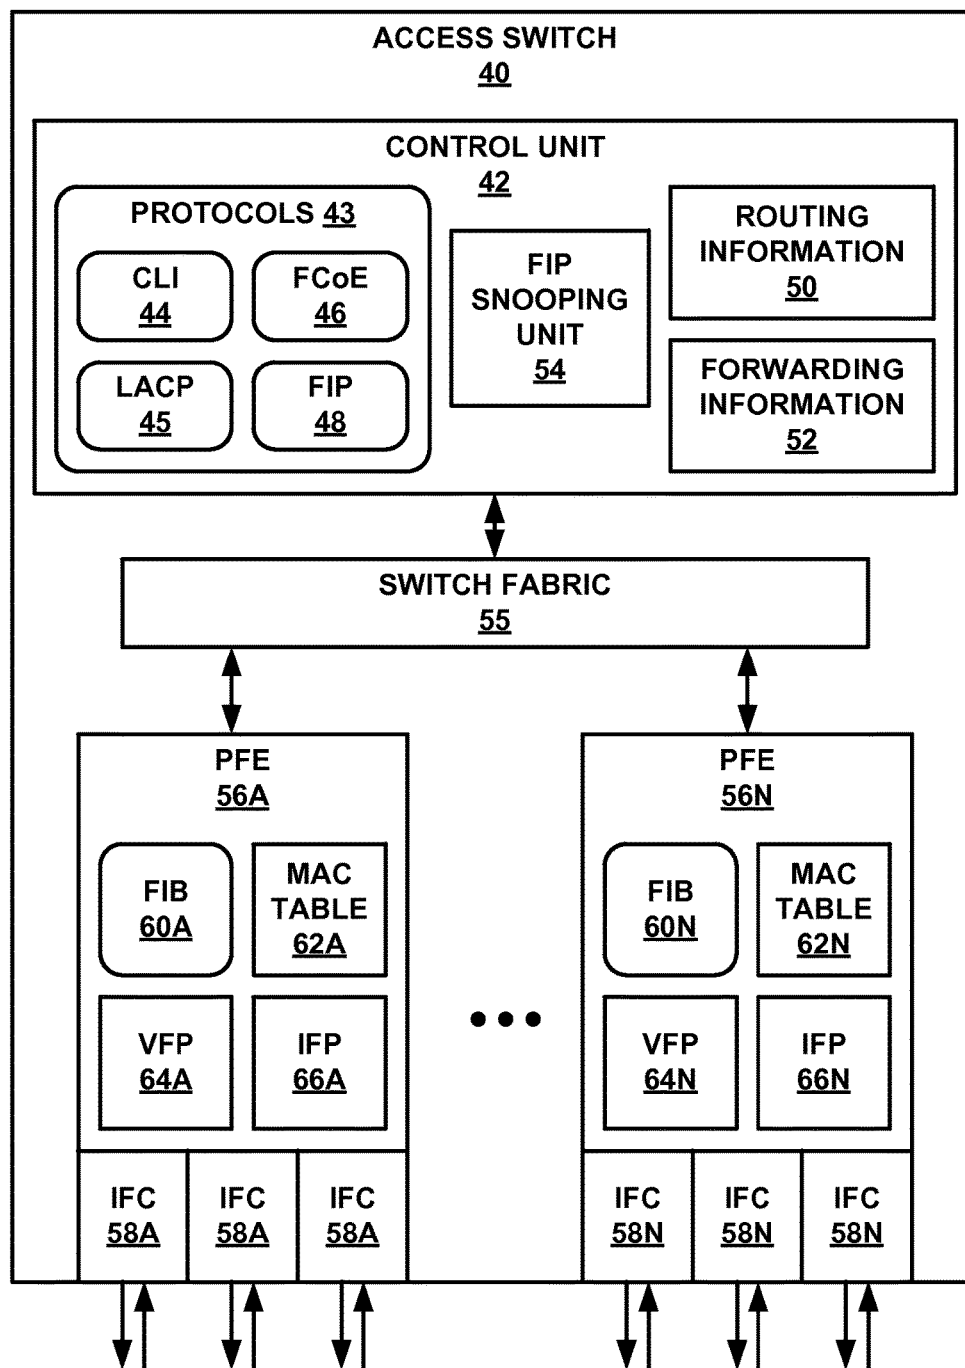 ACCESS SWITCH
40
CONTROL UNIT
42
PROTOCOLS 43
CLI
44
FCoE
46
LACP
45
FIP
48
FIP
SNOOPING
UNIT
54
ROUTING
INFORMATION
50
FORWARDING
INFORMATION
52
SWITCH FABRIC
55
PFE
56A
FIB
60A
MAC
TABLE
62A
VFP
64A
IFP
66A
IFC
58A
IFC
58A
IFC
58A
PFE
56N
FIB
60N
MAC
TABLE
62N
VFP
64N
IFP
66N
IFC
58N
IFC
58N
IFC
58N